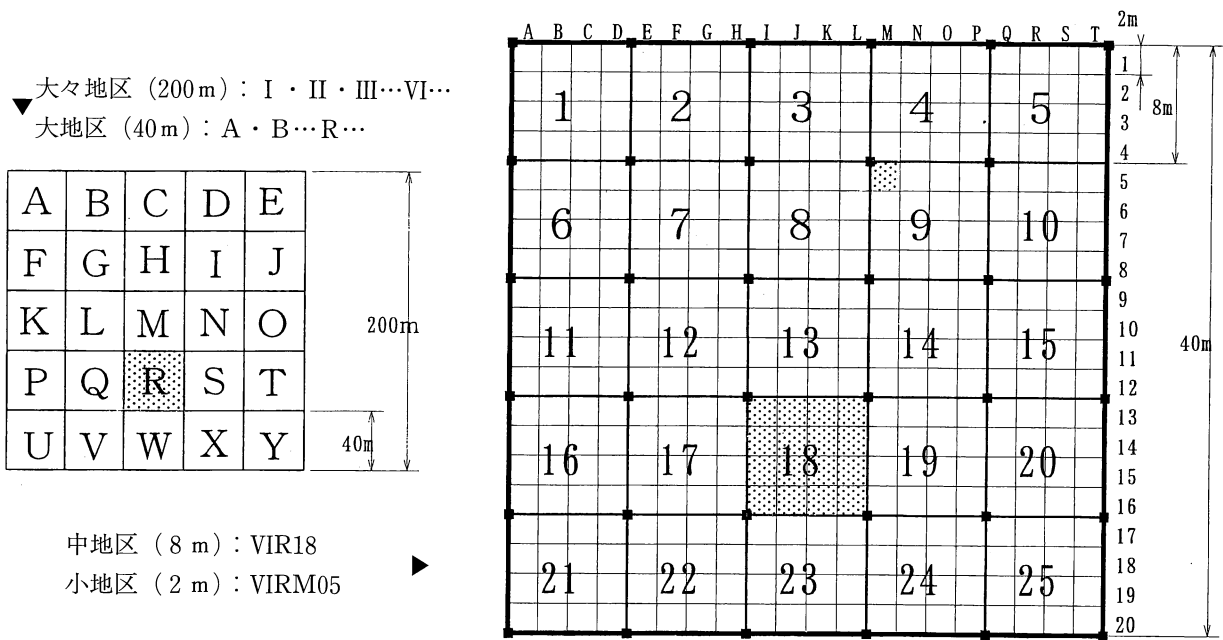 ▼ 大々地区（200m）：Ⅰ・Ⅱ・Ⅲ…Ⅵ…
大地区（40m）：A・B…R…
A B C D E
F G H I J
K L M N O
P Q R S T
U V W X Y
200m
40m
中地区（8m）：VIR18
小地区（2m）：VIRM05 ▶
A B C D E F G H I J K L M N O P Q R S T
2m
8m
40m
1 2 3 4 5
6 7 8 9 10
11 12 13 14 15
16 17 18 19 20
21 22 23 24 25
1
2
3
4
5
6
7
8
9
10
11
12
13
14
15
16
17
18
19
20